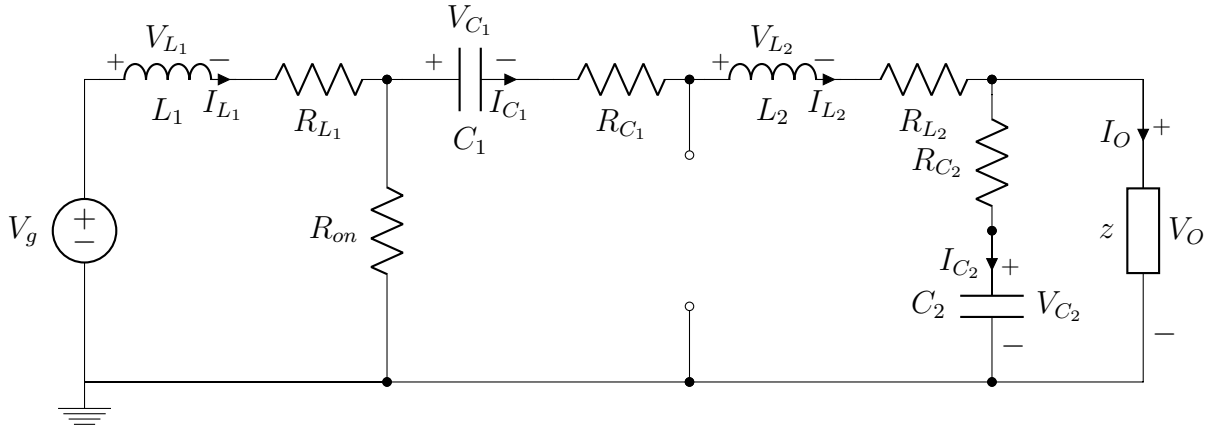 V_{C_1}
V_{L_1}
V_{L_2}
+ −
+ −
+ −
L_1
I_{L_1}
R_{L_1}
C_1
I_{C_1}
R_{C_1}
L_2
I_{L_2}
R_{L_2}
R_{C_2}
I_O
+
V_g
+
−
R_{on}
z
V_O
I_{C_2}
+
C_2
V_{C_2}
−
−